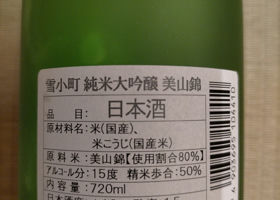 雪小町 純米大吟醸 美山錦
品 目: 日本酒
原材料名:米(国産)、
米こうじ(国産米)
原 料 米:美山錦【使用割合80%】
アルコール分:15度 精米歩合:50%
内 容 量:720ml